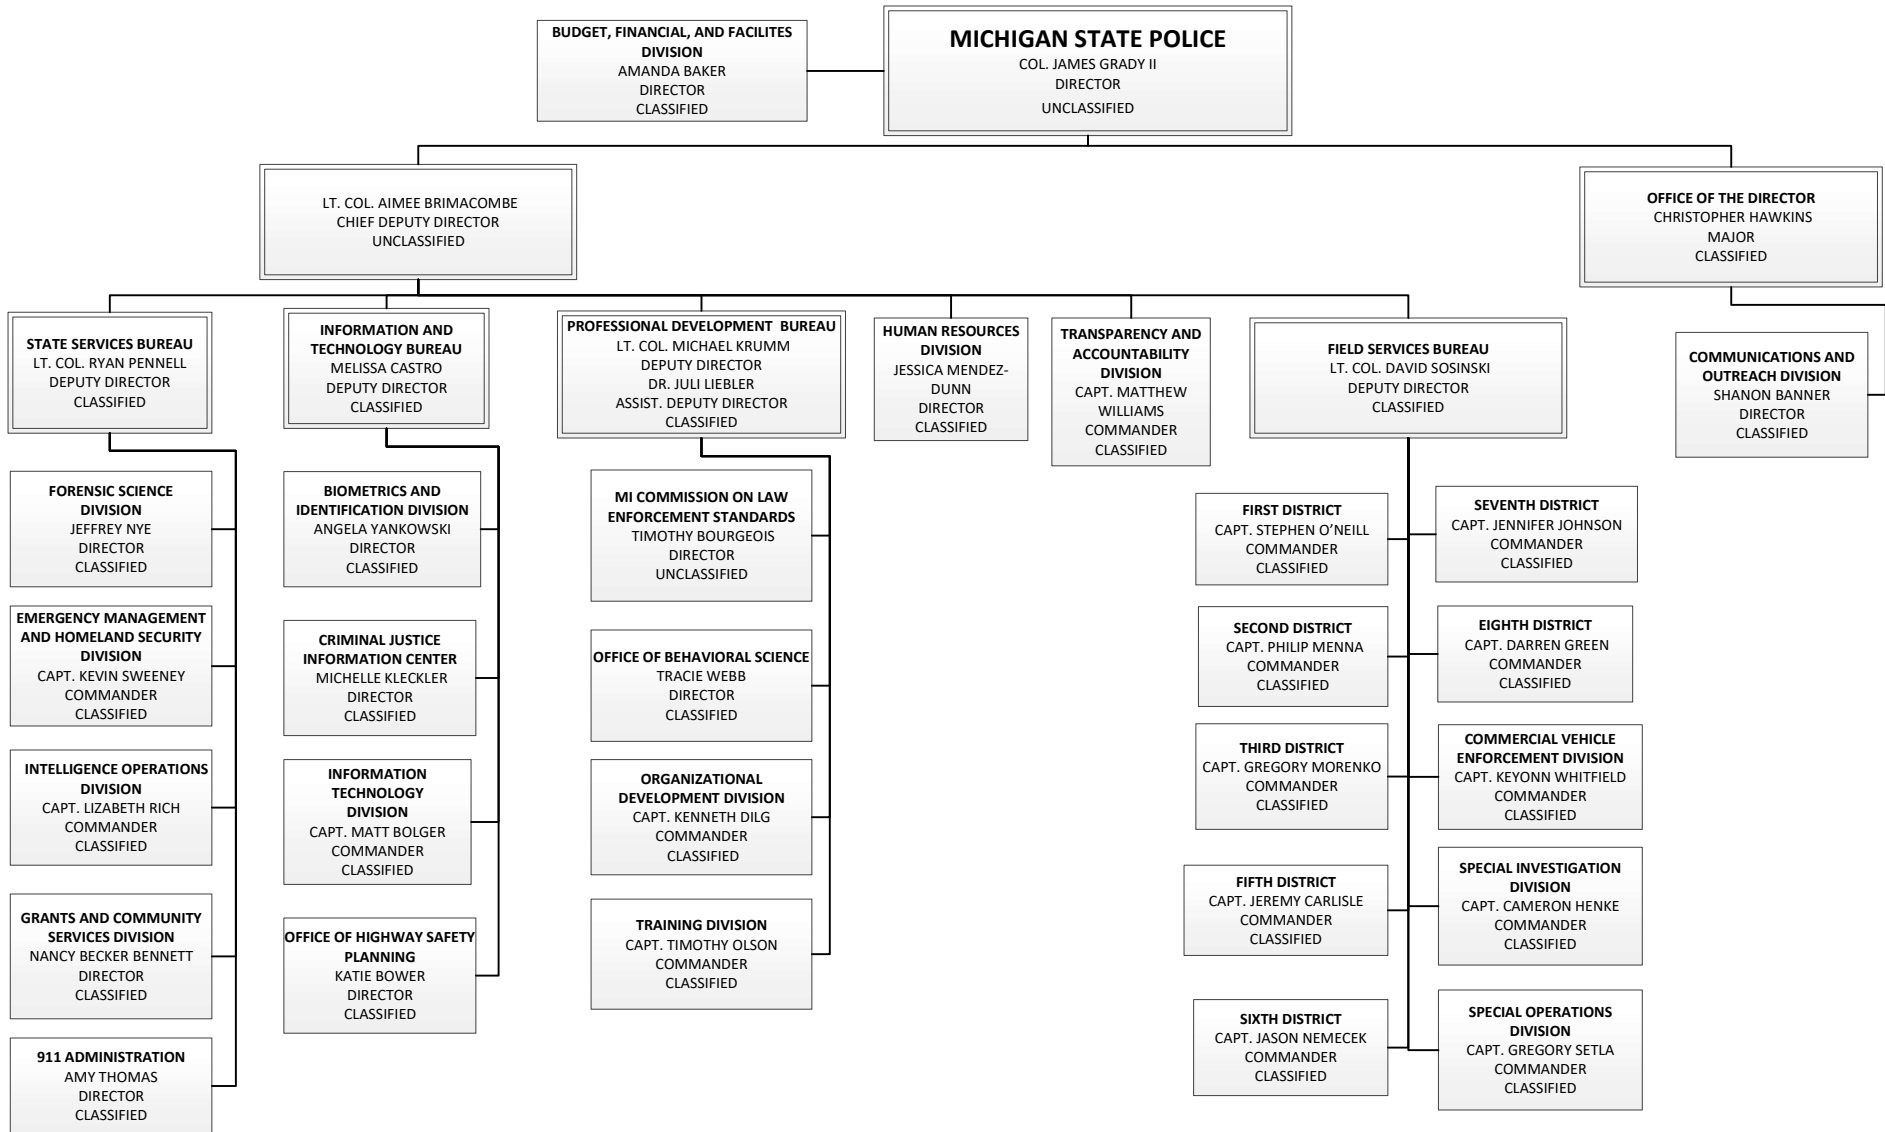 BUDGET, FINANCIAL, AND FACILITES
DIVISION
AMANDA BAKER
DIRECTOR
CLASSIFIED
MICHIGAN STATE POLICE
COL. JAMES GRADY II
DIRECTOR
UNCLASSIFIED
LT. COL. AIMEE BRIMACOMBE
CHIEF DEPUTY DIRECTOR
UNCLASSIFIED
OFFICE OF THE DIRECTOR
CHRISTOPHER HAWKINS
MAJOR
CLASSIFIED
STATE SERVICES BUREAU
LT. COL. RYAN PENNELL
DEPUTY DIRECTOR
CLASSIFIED
INFORMATION AND
TECHNOLOGY BUREAU
MELISSA CASTRO
DEPUTY DIRECTOR
CLASSIFIED
PROFESSIONAL DEVELOPMENT BUREAU
LT. COL. MICHAEL KRUMM
DEPUTY DIRECTOR
DR. JULI LIEBLER
ASSIST. DEPUTY DIRECTOR
CLASSIFIED
HUMAN RESOURCES
DIVISION
JESSICA MENDEZ-
DUNN
DIRECTOR
CLASSIFIED
TRANSPARENCY AND
ACCOUNTABILITY
DIVISION
CAPT. MATTHEW
WILLIAMS
COMMANDER
CLASSIFIED
FIELD SERVICES BUREAU
LT. COL. DAVID SOSINSKI
DEPUTY DIRECTOR
CLASSIFIED
COMMUNICATIONS AND
OUTREACH DIVISION
SHANON BANNER
DIRECTOR
CLASSIFIED
FORENSIC SCIENCE
DIVISION
JEFFREY NYE
DIRECTOR
CLASSIFIED
EMERGENCY MANAGEMENT
AND HOMELAND SECURITY
DIVISION
CAPT. KEVIN SWEENEY
COMMANDER
CLASSIFIED
INTELLIGENCE OPERATIONS
DIVISION
CAPT. LIZABETH RICH
COMMANDER
CLASSIFIED
GRANTS AND COMMUNITY
SERVICES DIVISION
NANCY BECKER BENNETT
DIRECTOR
CLASSIFIED
911 ADMINISTRATION
AMY THOMAS
DIRECTOR
CLASSIFIED
BIOMETRICS AND
IDENTIFICATION DIVISION
ANGELA YANKOWSKI
DIRECTOR
CLASSIFIED
CRIMINAL JUSTICE
INFORMATION CENTER
MICHELLE KLECKLER
DIRECTOR
CLASSIFIED
INFORMATION
TECHNOLOGY
DIVISION
CAPT. MATT BOLGER
COMMANDER
CLASSIFIED
OFFICE OF HIGHWAY SAFETY
PLANNING
KATIE BOWER
DIRECTOR
CLASSIFIED
MI COMMISSION ON LAW
ENFORCEMENT STANDARDS
TIMOTHY BOURGEOIS
DIRECTOR
UNCLASSIFIED
OFFICE OF BEHAVIORAL SCIENCE
TRACIE WEBB
DIRECTOR
CLASSIFIED
ORGANIZATIONAL
DEVELOPMENT DIVISION
CAPT. KENNETH DILG
COMMANDER
CLASSIFIED
TRAINING DIVISION
CAPT. TIMOTHY OLSON
COMMANDER
CLASSIFIED
FIRST DISTRICT
CAPT. STEPHEN O’NEILL
COMMANDER
CLASSIFIED
SECOND DISTRICT
CAPT. PHILIP MENNA
COMMANDER
CLASSIFIED
THIRD DISTRICT
CAPT. GREGORY MORENKO
COMMANDER
CLASSIFIED
FIFTH DISTRICT
CAPT. JEREMY CARLISLE
COMMANDER
CLASSIFIED
SIXTH DISTRICT
CAPT. JASON NEMECEK
COMMANDER
CLASSIFIED
SEVENTH DISTRICT
CAPT. JENNIFER JOHNSON
COMMANDER
CLASSIFIED
EIGHTH DISTRICT
CAPT. DARREN GREEN
COMMANDER
CLASSIFIED
COMMERCIAL VEHICLE
ENFORCEMENT DIVISION
CAPT. KEYONN WHITFIELD
COMMANDER
CLASSIFIED
SPECIAL INVESTIGATION
DIVISION
CAPT. CAMERON HENKE
COMMANDER
CLASSIFIED
SPECIAL OPERATIONS
DIVISION
CAPT. GREGORY SETLA
COMMANDER
CLASSIFIED